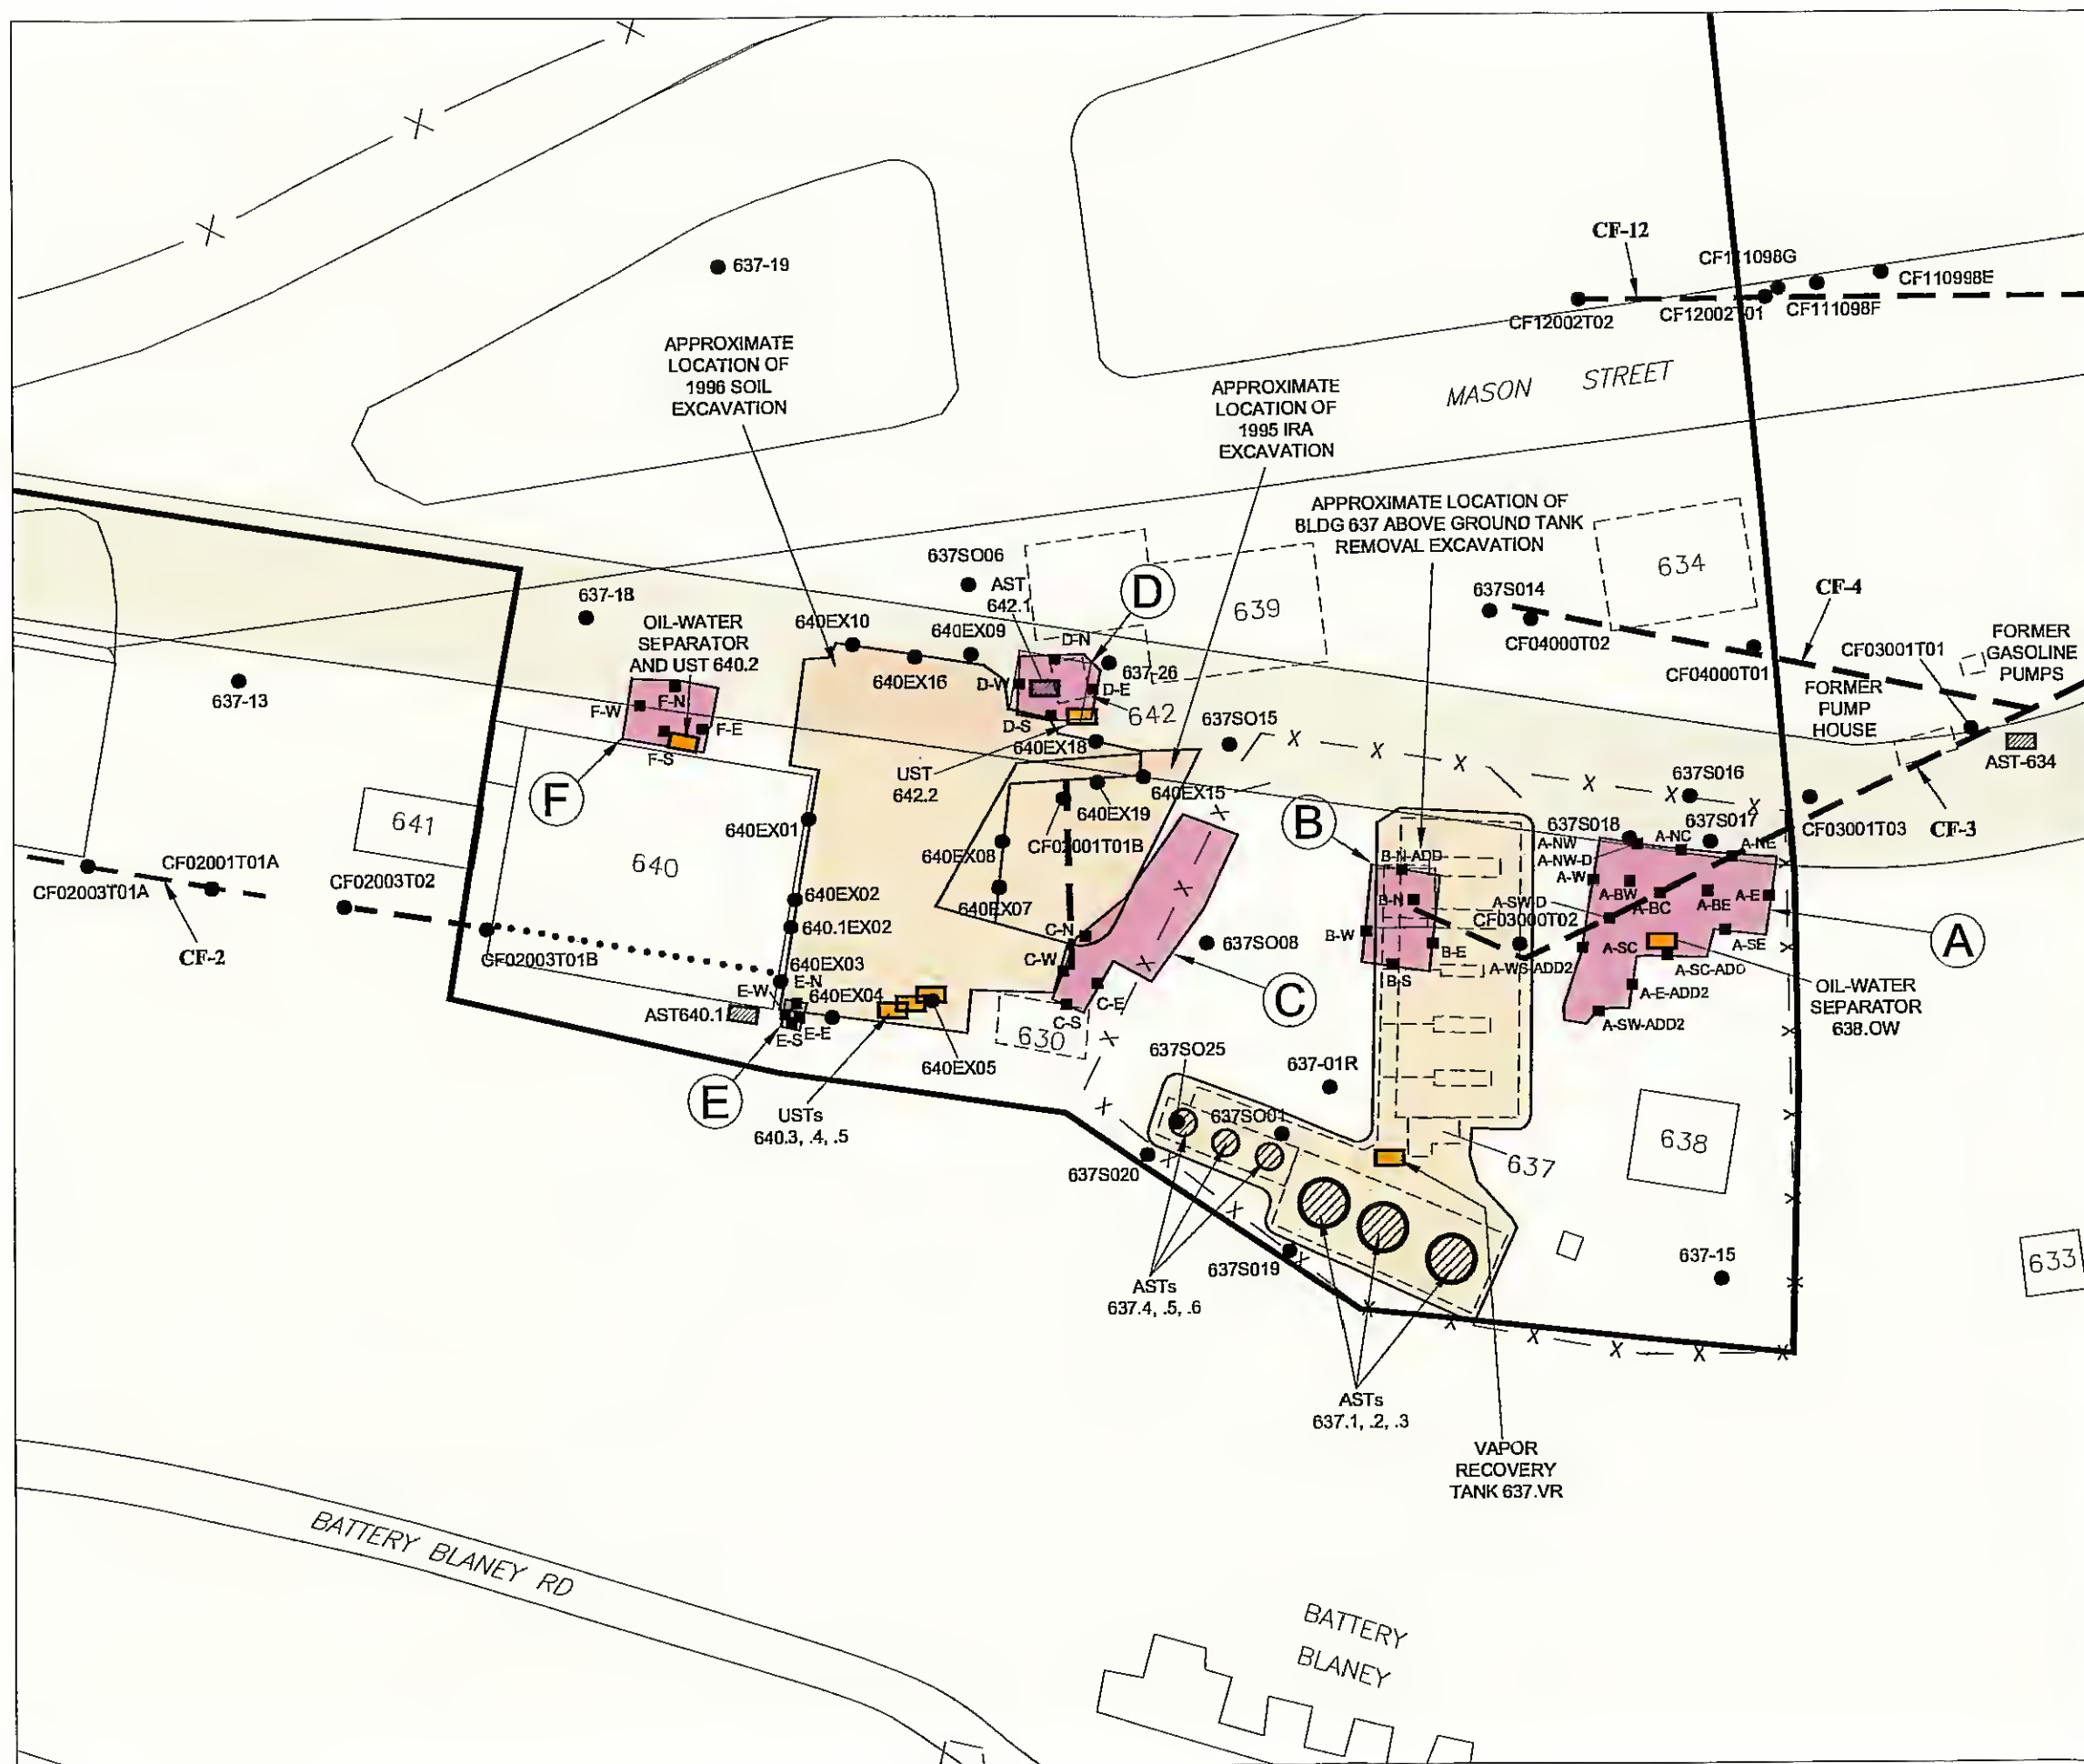 CF-12
CF111098G
CF110998E
637-19
CF12002T02
CF12002T01
CF111098F
MASON STREET
APPROXIMATE
LOCATION OF
1996 SOIL
EXCAVATION
APPROXIMATE
LOCATION OF
1995 IRA
EXCAVATION
APPROXIMATE LOCATION OF
BLDG 637 ABOVE GROUND TANK
REMOVAL EXCAVATION
637SO06
AST
642.1
D
639
634
637S014
CF-4
CF04000T02
CF03001T01
FORMER
GASOLINE
PUMPS
637-18
OIL-WATER
SEPARATOR
AND UST 640.2
640EX10
640EX09
640EX16
D-N
637-26
D-W
D-E
D-S
642
CF04000T01
FORMER
PUMP
HOUSE
AST-634
637-13
F-W
F-N
F-E
F-S
F
637SO15
640EX18
UST
642.2
640EX15
640EX19
637S016
CF03001T03
CF-3
641
640
640EX01
640EX08
CF02001T01B
B
B-N-ADD
637S018
637S017
A-NW
A-NC
A-NE
A-NW-D
A-W
A-BW
A-BC
A-BE
A-E
A-SW-D
CF02001T01A
CF02003T01A
CF02003T02
CF-2
CF02003T01B
640EX02
640.1EX02
640EX07
C-N
C-W
637SO08
B-N
B-W
B-E
B-S
CF03000T02
A-WS-ADD2
A-SC
A-SE
A-SC-ADD
A
640EX03
E-W
E-N
640EX04
AST640.1
E-E
E-S
E
C-E
C-S
C
630
A-E-ADD2
A-SW-ADD2
OIL-WATER
SEPARATOR
638.OW
640EX05
USTs
640.3, .4, .5
637SO25
637-01R
637SO01
637S020
637
638
637S019
ASTs
637.4, .5, .6
637-15
633
ASTs
637.1, .2, .3
VAPOR
RECOVERY
TANK 637.VR
BATTERY BLANEY RD
BATTERY
BLANEY